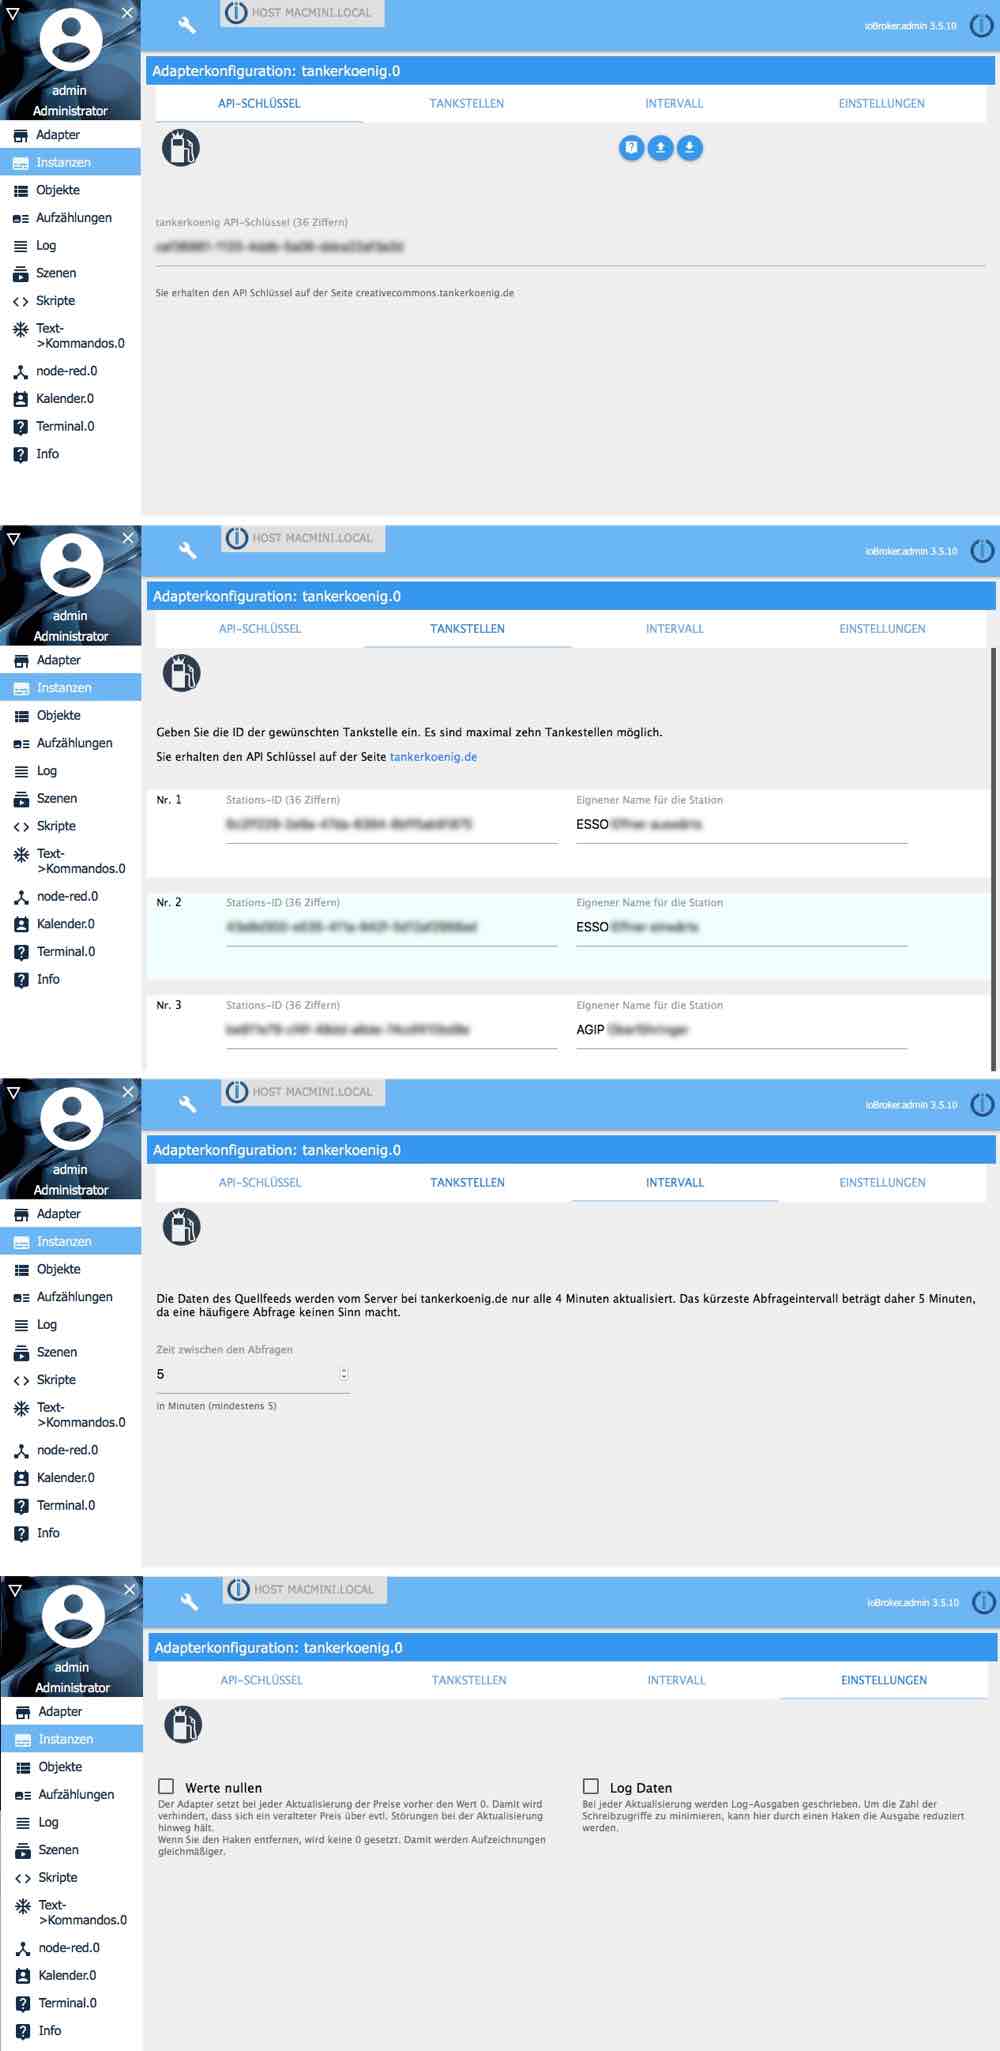 HOST MACMINI.LOCAL
ioBroker.admin 3.5.10
admin
Administrator
Adapterkonfiguration: tankerkoenig.0
API-SCHLÜSSEL TANKSTELLEN INTERVALL EINSTELLUNGEN
Adapter
Instanzen
Objekte
Aufzählungen
Log
Szenen
Skripte
Text-
>Kommandos.0
node-red.0
Kalender.0
Terminal.0
Info
tankerkoenig API-Schlüssel (36 Ziffern)
Sie erhalten den API Schlüssel auf der Seite creativecommons.tankerkoenig.de
HOST MACMINI.LOCAL
ioBroker.admin 3.5.10
admin
Administrator
Adapterkonfiguration: tankerkoenig.0
API-SCHLÜSSEL TANKSTELLEN INTERVALL EINSTELLUNGEN
Adapter
Instanzen
Objekte
Aufzählungen
Log
Szenen
Skripte
Text-
>Kommandos.0
node-red.0
Kalender.0
Terminal.0
Info
Geben Sie die ID der gewünschten Tankstelle ein. Es sind maximal zehn Tankestellen möglich.
Sie erhalten den API Schlüssel auf der Seite tankerkoenig.de
Nr. 1 Stations-ID (36 Ziffern) Eignener Name für die Station
ESSO
Nr. 2 Stations-ID (36 Ziffern) Eignener Name für die Station
ESSO
Nr. 3 Stations-ID (36 Ziffern) Eignener Name für die Station
AGIP
HOST MACMINI.LOCAL
ioBroker.admin 3.5.10
admin
Administrator
Adapterkonfiguration: tankerkoenig.0
API-SCHLÜSSEL TANKSTELLEN INTERVALL EINSTELLUNGEN
Adapter
Instanzen
Objekte
Aufzählungen
Log
Szenen
Skripte
Text-
>Kommandos.0
node-red.0
Kalender.0
Terminal.0
Info
Die Daten des Quellfeeds werden vom Server bei tankerkoenig.de nur alle 4 Minuten aktualisiert. Das kürzeste Abfrageintervall beträgt daher 5 Minuten,
da eine häufigere Abfrage keinen Sinn macht.
Zeit zwischen den Abfragen
5
in Minuten (mindestens 5)
HOST MACMINI.LOCAL
ioBroker.admin 3.5.10
admin
Administrator
Adapterkonfiguration: tankerkoenig.0
API-SCHLÜSSEL TANKSTELLEN INTERVALL EINSTELLUNGEN
Adapter
Instanzen
Objekte
Aufzählungen
Log
Szenen
Skripte
Text-
>Kommandos.0
node-red.0
Kalender.0
Terminal.0
Info
Werte nullen
Der Adapter setzt bei jeder Aktualisierung der Preise vorher den Wert 0. Damit wird
verhindert, dass sich ein veralteter Preis über evtl. Störungen bei der Aktualisierung
hinweg hält.
Wenn Sie den Haken entfernen, wird keine 0 gesetzt. Damit werden Aufzeichnungen
gleichmäßiger.
Log Daten
Bei jeder Aktualisierung werden Log-Ausgaben geschrieben. Um die Zahl der
Schreibzugriffe zu minimieren, kann hier durch einen Haken die Ausgabe reduziert
werden.